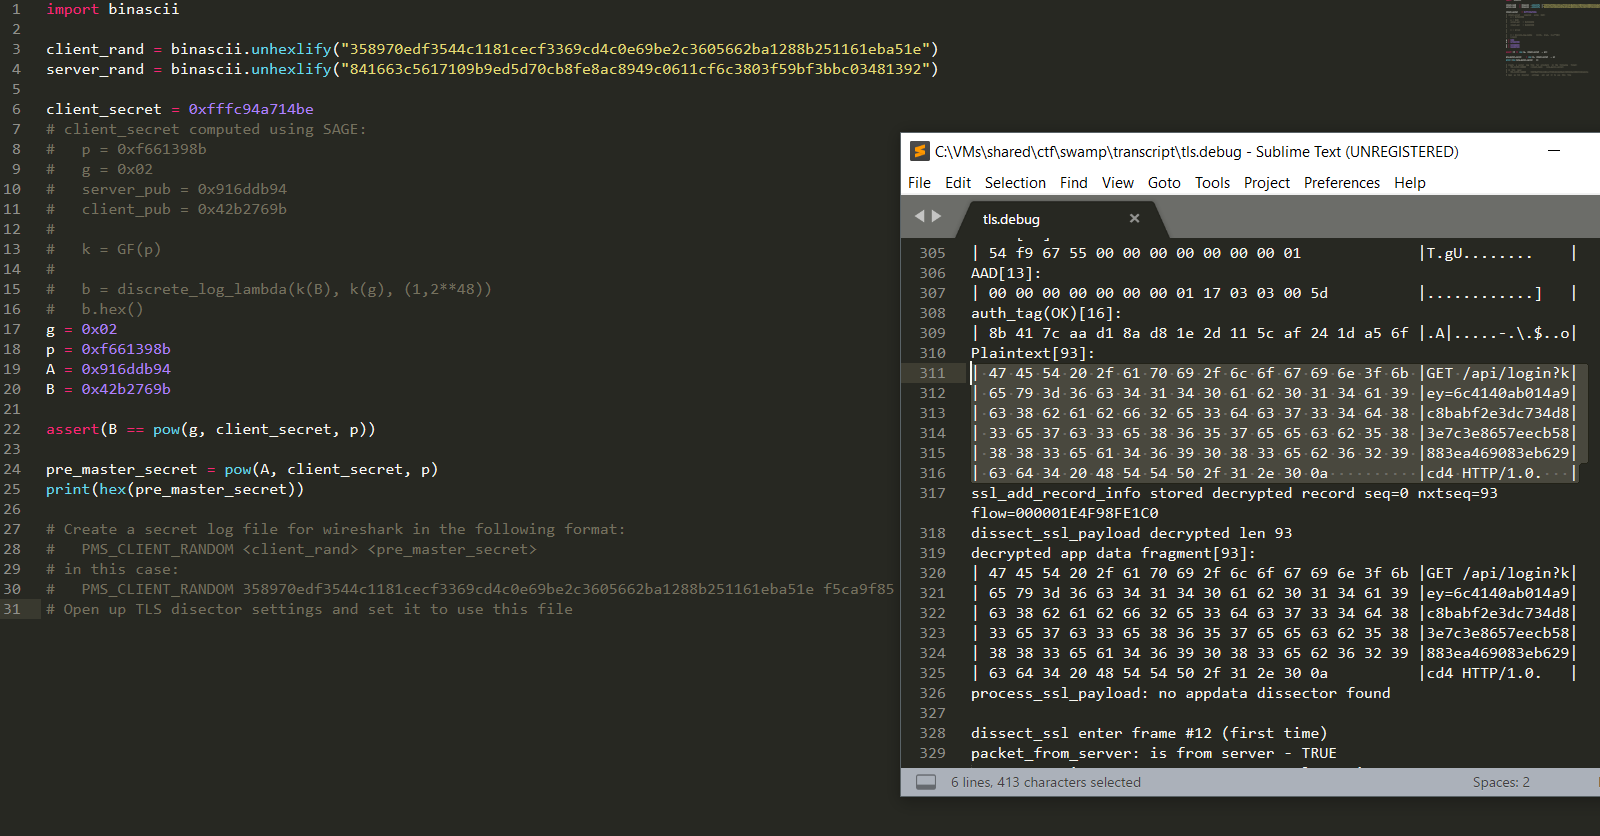 1 import binascii
2
3 client_rand = binascii.unhexlify("358970edf3544c1181cecf3369cd4c0e69be2c3605662ba1288b251161eba51e")
4 server_rand = binascii.unhexlify("841663c5617109b9ed5d70cb8fe8ac8949c0611cf6c3803f59bf3bbc03481392")
5
6 client_secret = 0xfffc94a714be
7 # client_secret computed using SAGE:
8 #   p = 0xf661398b
9 #   g = 0x02
10 #   server_pub = 0x916ddb94
11 #   client_pub = 0x42b2769b
12 #
13 #   k = GF(p)
14 #
15 #   b = discrete_log_lambda(k(B), k(g), (1,2**48))
16 #   b.hex()
17 g = 0x02
18 p = 0xf661398b
19 A = 0x916ddb94
20 B = 0x42b2769b
21
22 assert(B == pow(g, client_secret, p))
23
24 pre_master_secret = pow(A, client_secret, p)
25 print(hex(pre_master_secret))
26
27 # Create a secret log file for wireshark in the following format:
28 #   PMS_CLIENT_RANDOM <client_rand> <pre_master_secret>
29 # in this case:
30 #   PMS_CLIENT_RANDOM 358970edf3544c1181cecf3369cd4c0e69be2c3605662ba1288b251161eba51e f5ca9f85
31 # Open up TLS disector settings and set it to use this file
C:\VMs\shared\ctf\swamp\transcript\tls.debug - Sublime Text (UNREGISTERED)
File Edit Selection Find View Goto Tools Project Preferences Help
tls.debug
305 | 54 f9 67 55 00 00 00 00 00 00 00 01 |T.gU........ |
306 AAD[13]:
307 | 00 00 00 00 00 00 00 01 17 03 03 00 5d |............] |
308 auth_tag(OK)[16]:
309 | 8b 41 7c aa d1 8a d8 1e 2d 11 5c af 24 1d a5 6f |.A|.....-.\.$..o|
310 Plaintext[93]:
311 | 47 45 54 20 2f 61 70 69 2f 6c 6f 67 69 6e 3f 6b |GET /api/login?k|
312 | 65 79 3d 36 63 34 31 34 30 61 62 30 31 34 61 39 |ey=6c4140ab014a9|
313 | 63 38 62 61 62 66 32 65 33 64 63 37 33 34 64 38 |c8babf2e3dc734d8|
314 | 33 65 37 63 33 65 38 36 35 37 65 65 63 62 35 38 |3e7c3e8657eecb58|
315 | 38 38 33 65 61 34 36 39 30 38 33 65 62 36 32 39 |883ea469083eb629|
316 | 63 64 34 20 48 54 54 50 2f 31 2e 30 0a |cd4 HTTP/1.0. |
317 ssl_add_record_info stored decrypted record seq=0 nxtseq=93
flow=000001E4F98FE1C0
318 dissect_ssl_payload decrypted len 93
319 decrypted app data fragment[93]:
320 | 47 45 54 20 2f 61 70 69 2f 6c 6f 67 69 6e 3f 6b |GET /api/login?k|
321 | 65 79 3d 36 63 34 31 34 30 61 62 30 31 34 61 39 |ey=6c4140ab014a9|
322 | 63 38 62 61 62 66 32 65 33 64 63 37 33 34 64 38 |c8babf2e3dc734d8|
323 | 33 65 37 63 33 65 38 36 35 37 65 65 63 62 35 38 |3e7c3e8657eecb58|
324 | 38 38 33 65 61 34 36 39 30 38 33 65 62 36 32 39 |883ea469083eb629|
325 | 63 64 34 20 48 54 54 50 2f 31 2e 30 0a |cd4 HTTP/1.0. |
326 process_ssl_payload: no appdata dissector found
327
328 dissect_ssl enter frame #12 (first time)
329 packet_from_server: is from server - TRUE
6 lines, 413 characters selected
Spaces: 2